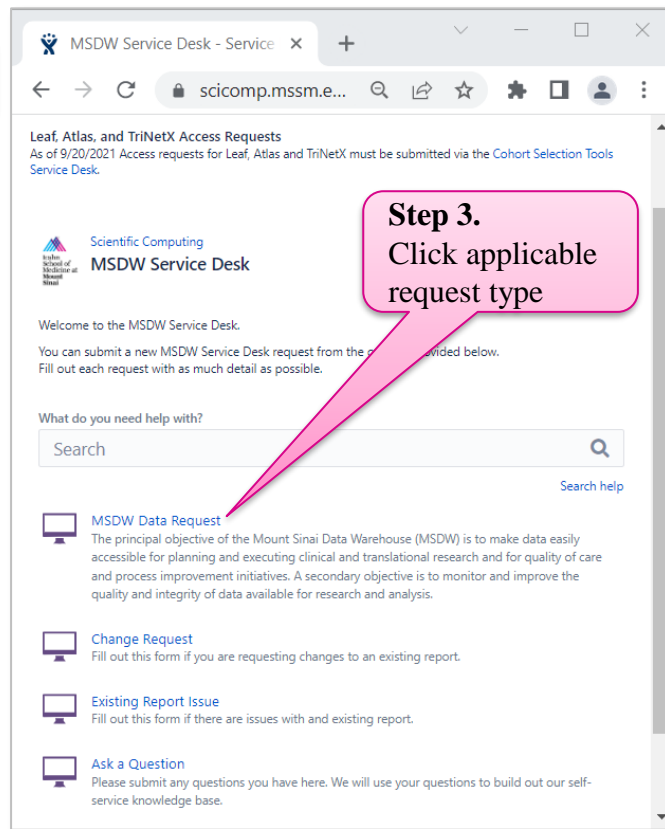 MSDW Service Desk - Service
scicomp.mssm.e...
Leaf, Atlas, and TriNetX Access Requests
As of 9/20/2021 Access requests for Leaf, Atlas and TriNetX must be submitted via the Cohort Selection Tools
Service Desk.
Step 3.
Click applicable
request type
Icahn
School of
Medicine at
Mount
Sinai
Scientific Computing
MSDW Service Desk
Welcome to the MSDW Service Desk.
You can submit a new MSDW Service Desk request from the provided below.
Fill out each request with as much detail as possible.
What do you need help with?
Search
Search help
MSDW Data Request
The principal objective of the Mount Sinai Data Warehouse (MSDW) is to make data easily
accessible for planning and executing clinical and translational research and for quality of care
and process improvement initiatives. A secondary objective is to monitor and improve the
quality and integrity of data available for research and analysis.
Change Request
Fill out this form if you are requesting changes to an existing report.
Existing Report Issue
Fill out this form if there are issues with and existing report.
Ask a Question
Please submit any questions you have here. We will use your questions to build out our self-
service knowledge base.